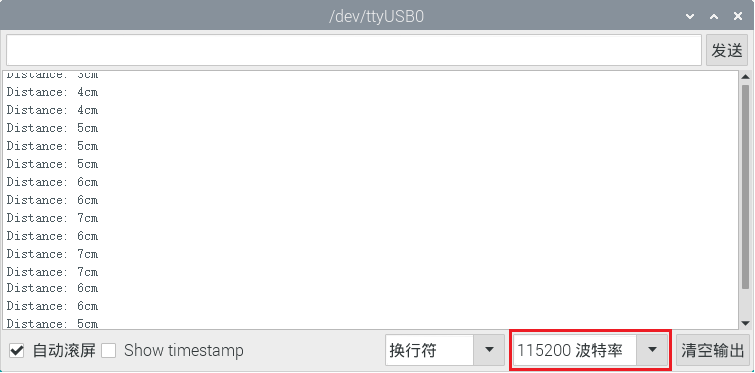 /dev/ttyUSB0
发送
Distance: 3cm
Distance: 4cm
Distance: 4cm
Distance: 5cm
Distance: 5cm
Distance: 5cm
Distance: 6cm
Distance: 6cm
Distance: 7cm
Distance: 6cm
Distance: 7cm
Distance: 7cm
Distance: 6cm
Distance: 6cm
Distance: 5cm
自动滚屏 Show timestamp 换行符 115200 波特率 清空输出